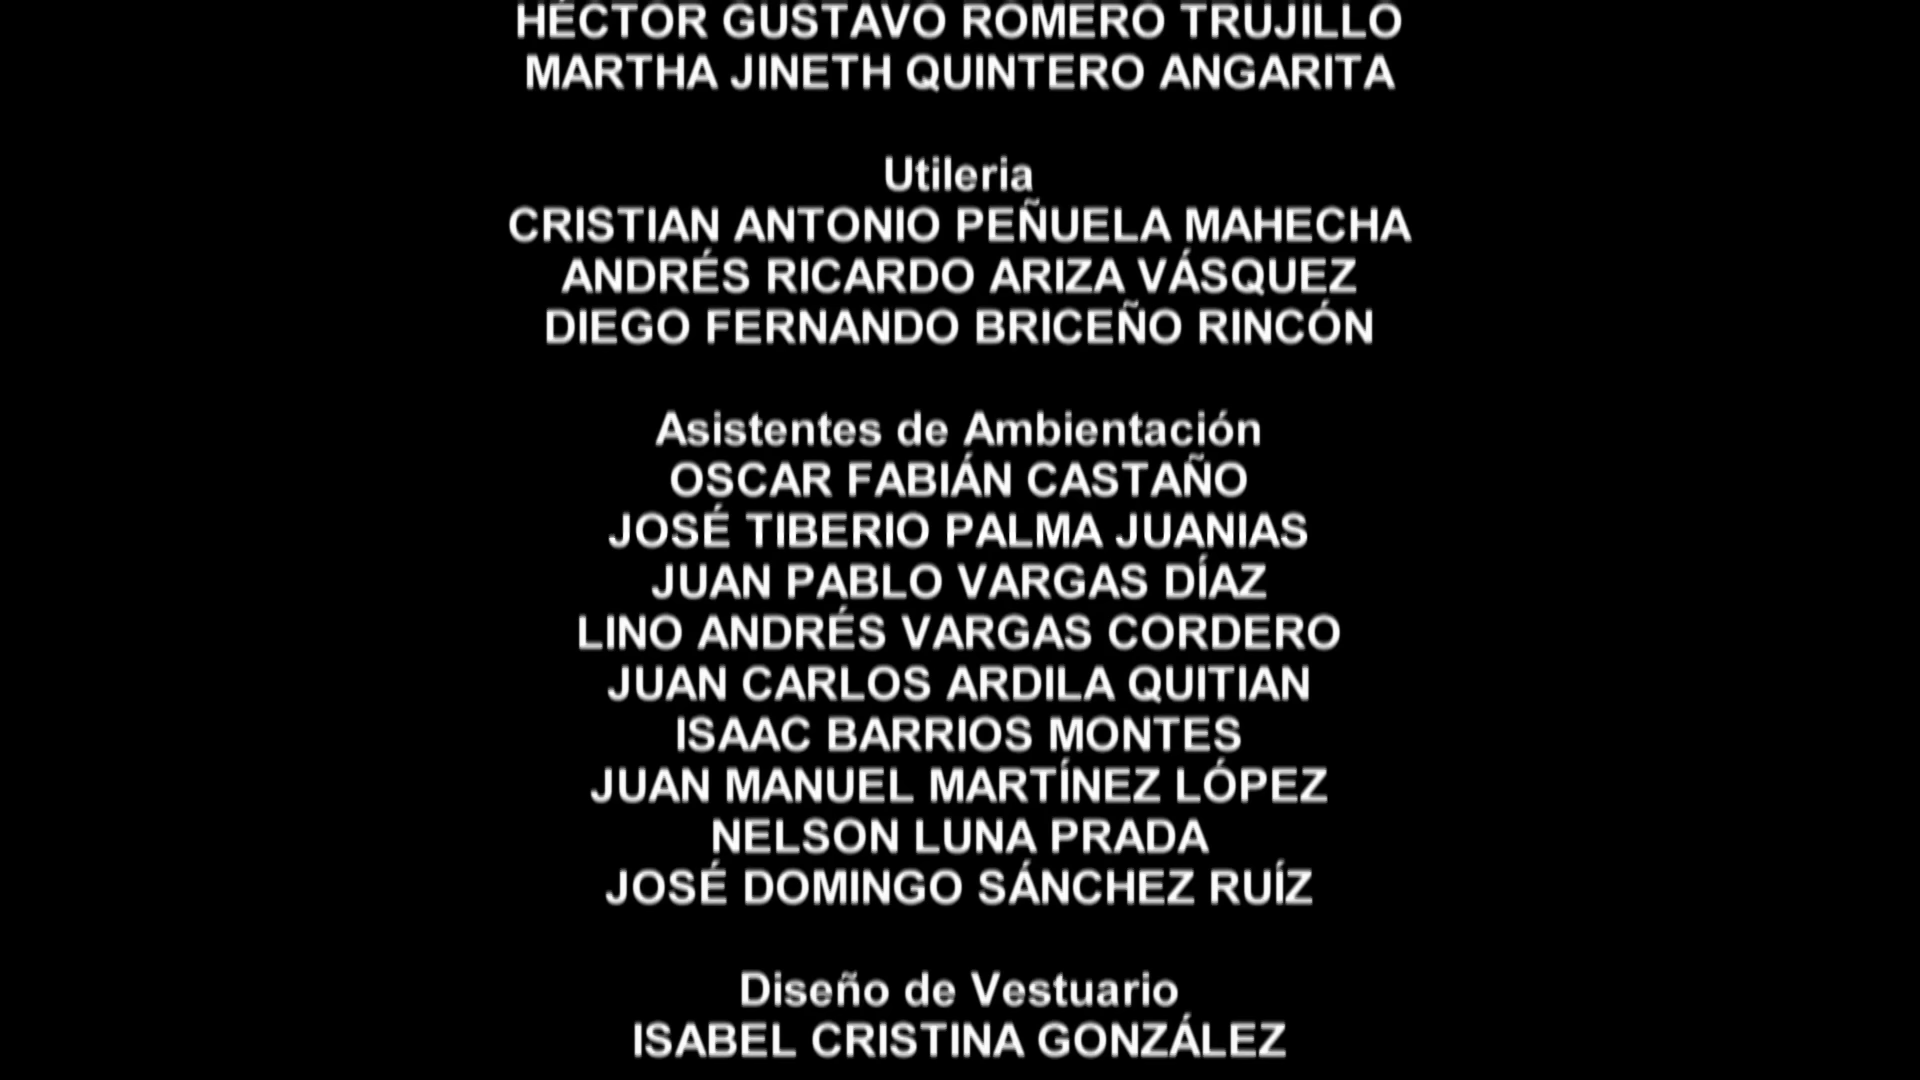 HÉCTOR GUSTAVO ROMERO TRUJILLO
MARTHA JINETH QUINTERO ANGARITA
Utileria
CRISTIAN ANTONIO PEÑUELA MAHECHA
ANDRÉS RICARDO ARIZA VÁSQUEZ
DIEGO FERNANDO BRICEÑO RINCÓN
Asistentes de Ambientación
OSCAR FABIÁN CASTAÑO
JOSÉ TIBERIO PALMA JUANIAS
JUAN PABLO VARGAS DÍAZ
LINO ANDRÉS VARGAS CORDERO
JUAN CARLOS ARDILA QUITIAN
ISAAC BARRIOS MONTES
JUAN MANUEL MARTÍNEZ LÓPEZ
NELSON LUNA PRADA
JOSÉ DOMINGO SÁNCHEZ RUÍZ
Diseño de Vestuario
ISABEL CRISTINA GONZÁLEZ